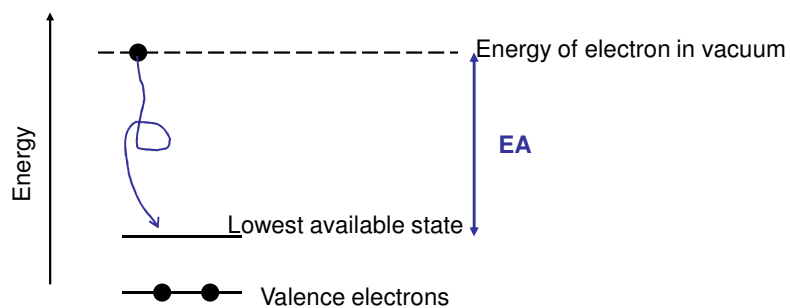 Energy of electron in vacuum
EA
Energy
Lowest available state
Valence electrons